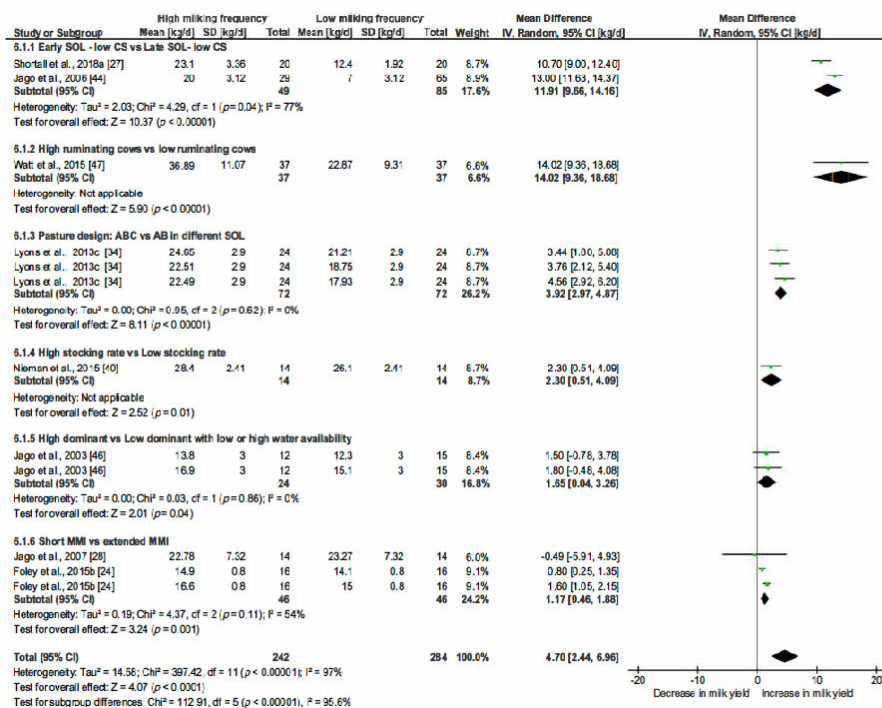 High milking frequency Low milking frequency Mean Difference Mean Difference
Study or Subgroup Mean [kg/d] SD [kg/d] Total Mean [kg/d] SD [kg/d] Total Weight IV, Random, 95% CI [kg/d] IV, Random, 95% CI [kg/d]
6.1.1 Early SOL - low CS vs Late SOL- low CS
Shortall et al., 2018a [27] 23.1 3.36 20 12.4 1.92 20 8.7% 10.70 [9.00, 12.40]
Jago et al., 2006 [44] 20 3.12 29 7 3.12 65 8.9% 13.00 [11.63, 14.37]
Subtotal (95% CI) 49 85 17.6% 11.91 [9.66, 14.16]
Heterogeneity: Tau² = 2.03; Chi² = 4.29, df = 1 (p=0.04); I² = 77%
Test for overall effect: Z = 10.37 (p < 0.00001)
6.1.2 High ruminating cows vs low ruminating cows
Watt et al., 2015 [47] 36.89 11.07 37 22.87 9.31 37 6.6% 14.02 [9.36, 18.68]
Subtotal (95% CI) 37 37 6.6% 14.02 [9.36, 18.68]
Heterogeneity: Not applicable
Test for overall effect: Z = 5.90 (p < 0.00001)
6.1.3 Pasture design: ABC vs AB in different SOL
Lyons et al., 2013c [34] 24.65 2.9 24 21.21 2.9 24 8.7% 3.44 [1.80, 5.08]
Lyons et al., 2013c [34] 22.51 2.9 24 18.75 2.9 24 8.7% 3.76 [2.12, 5.40]
Lyons et al., 2013c [34] 22.49 2.9 24 17.93 2.9 24 8.7% 4.56 [2.92, 6.20]
Subtotal (95% CI) 72 72 26.2% 3.92 [2.97, 4.87]
Heterogeneity: Tau² = 0.00; Chi² = 0.95, df = 2 (p=0.62); I² = 0%
Test for overall effect: Z = 8.11 (p < 0.00001)
6.1.4 High stocking rate vs Low stocking rate
Nieman et al., 2015 [40] 28.4 2.41 14 26.1 2.41 14 8.7% 2.30 [0.51, 4.09]
Subtotal (95% CI) 14 14 8.7% 2.30 [0.51, 4.09]
Heterogeneity: Not applicable
Test for overall effect: Z = 2.52 (p = 0.01)
6.1.5 High dominant vs Low dominant with low or high water availability
Jago et al., 2003 [46] 13.8 3 12 12.3 3 15 8.4% 1.50 [-0.78, 3.78]
Jago et al., 2003 [46] 16.9 3 12 15.1 3 15 8.4% 1.80 [-0.48, 4.08]
Subtotal (95% CI) 24 30 16.8% 1.65 [0.04, 3.26]
Heterogeneity: Tau² = 0.00; Chi² = 0.03, df = 1 (p = 0.86); I² = 0%
Test for overall effect: Z = 2.01 (p= 0.04)
6.1.6 Short MMI vs extended MMI
Jago et al., 2007 [28] 22.78 7.32 14 23.27 7.32 14 6.0% -0.49 [-5.91, 4.93]
Foley et al., 2015b [24] 14.9 0.8 16 14.1 0.8 16 9.1% 0.80 [0.25, 1.35]
Foley et al., 2015b [24] 16.6 0.8 16 15 0.8 16 9.1% 1.60 [1.05, 2.15]
Subtotal (95% CI) 46 46 24.2% 1.17 [0.46, 1.88]
Heterogeneity: Tau² = 0.19; Chi² = 4.37, df = 2 (p=0.11); I² = 54%
Test for overall effect: Z = 3.24 (p = 0.001)
Total (95% CI) 242 284 100.0% 4.70 [2.44, 6.96]
Heterogeneity: Tau² = 14.56; Chi² = 397.42, df = 11 (p < 0.00001); I² = 97%
Test for overall effect: Z = 4.07 (p < 0.0001)
Test for subgroup differences: Chi² = 112.91, df = 5 (p < 0.00001), I² = 95.6%
-20 -10 0 10 20
Decrease in milk yield Increase in milk yield